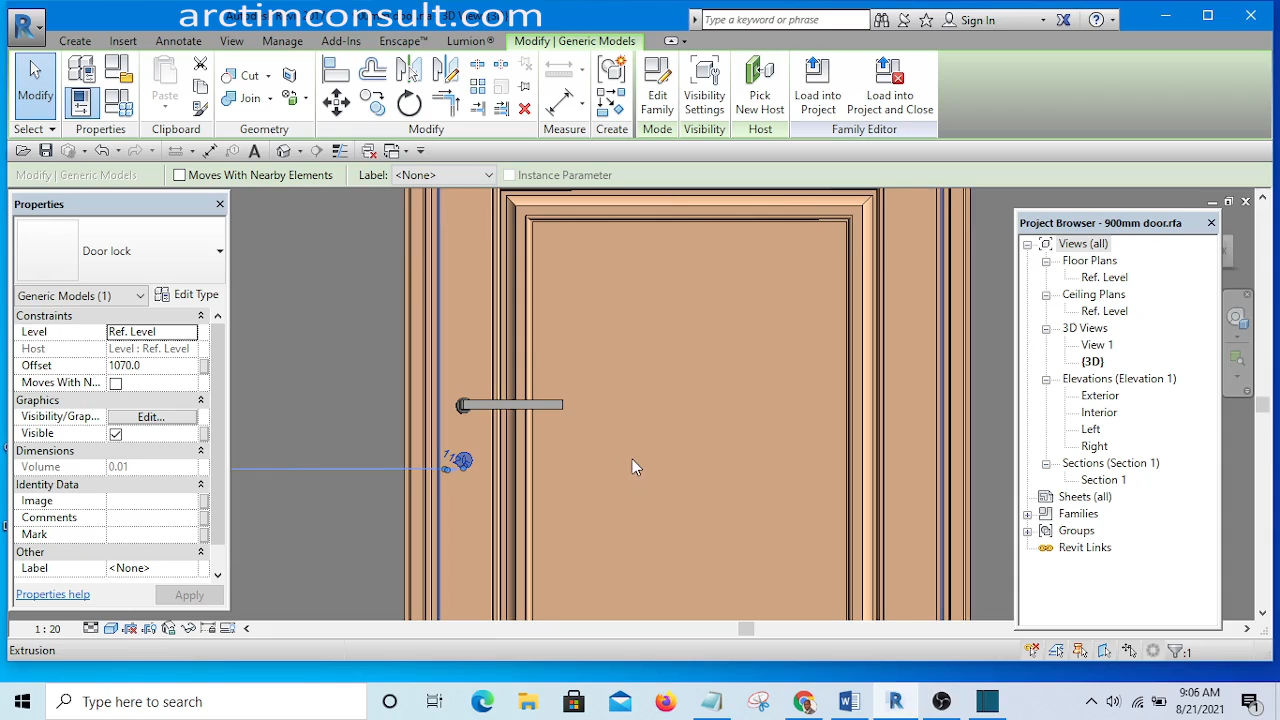 arctimconsult.com
Type a keyword or phrase
Sign In
Create Insert Annotate View Manage Add-Ins Enscape™ Lumion® Modify | Generic Models
Modify
Paste
Cut
Join
Edit Family
Visibility Settings
Pick New Host
Load into Project
Load into Project and Close
Select Properties Clipboard Geometry Modify Measure Create Mode Visibility Host Family Editor
Modify | Generic Models
Moves With Nearby Elements
Label: <None>
Instance Parameter
Properties
Door lock
Generic Models (1)
Edit Type
Constraints
Level Ref. Level
Host Level : Ref. Level
Offset 1070.0
Moves With N...
Graphics
Visibility/Grap... Edit...
Visible
Dimensions
Volume 0.01
Identity Data
Image
Comments
Mark
Other
Label <None>
Properties help
Apply
Project Browser - 900mm door.rfa
Views (all)
Floor Plans
Ref. Level
Ceiling Plans
Ref. Level
3D Views
View 1
{3D}
Elevations (Elevation 1)
Exterior
Interior
Left
Right
Sections (Section 1)
Section 1
Sheets (all)
Families
Groups
Revit Links
1 : 20
Extrusion
:1
Type here to search
9:06 AM
8/21/2021